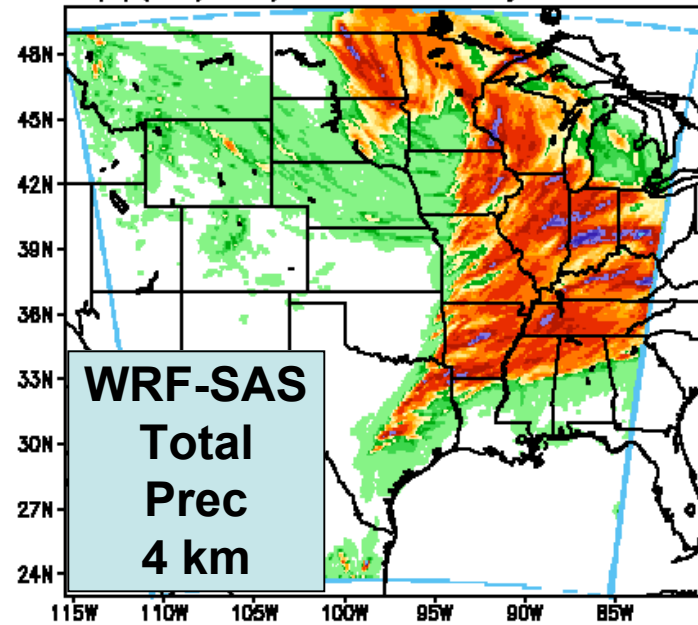 48N
45N
42N
39N
36N
33N
30N
27N
24N
WRF-SAS
Total
Prec
4 km
115W 110W 105W 100W 95W 90W 85W